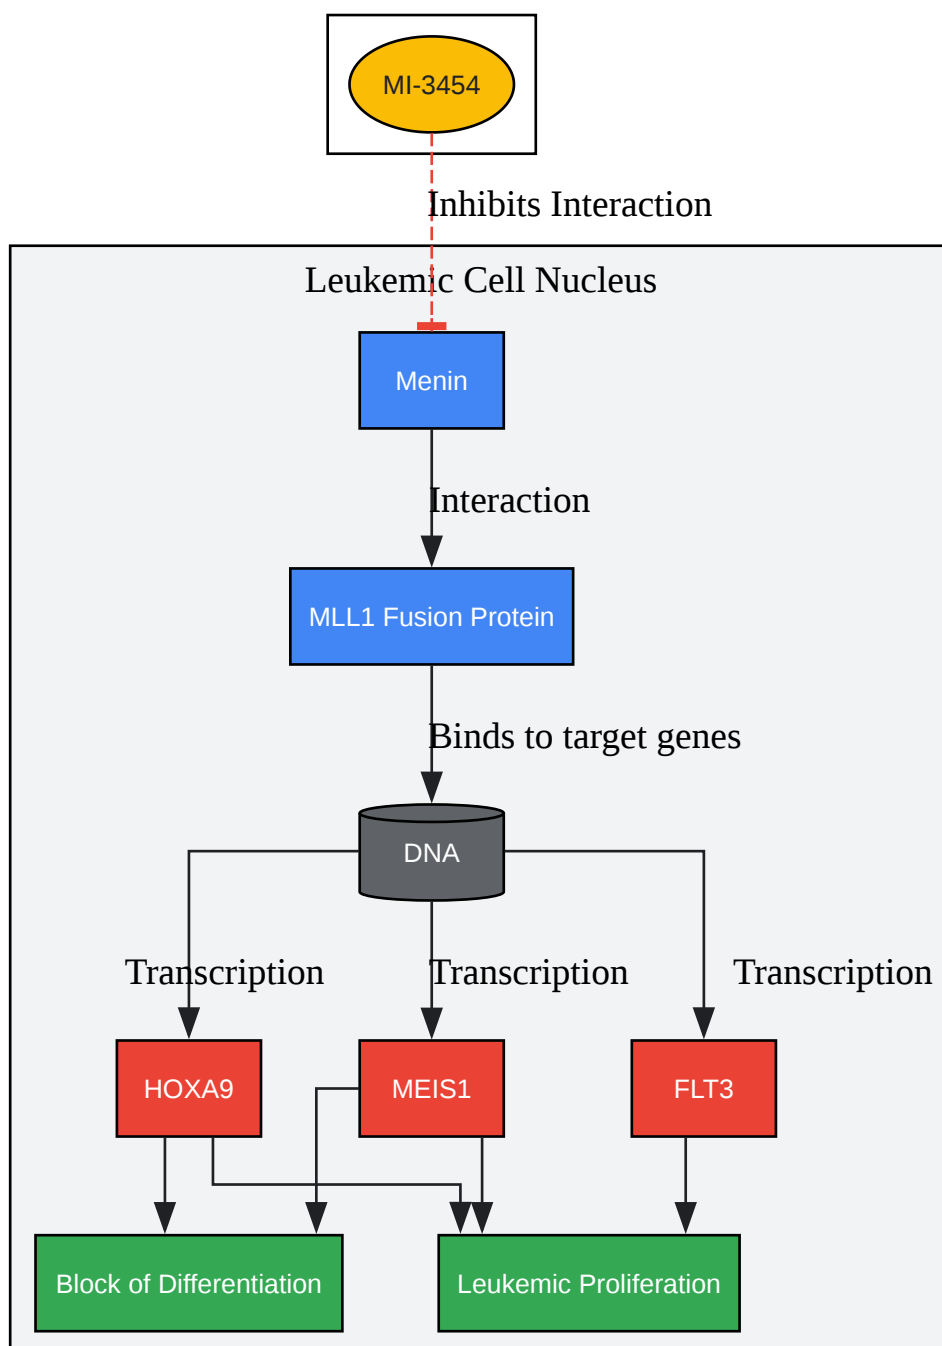 MI-3454
Inhibits Interaction
Leukemic Cell Nucleus
Menin
Interaction
MLL1 Fusion Protein
Binds to target genes
DNA
Transcription
Transcription
Transcription
HOXA9
MEIS1
FLT3
Block of Differentiation
Leukemic Proliferation